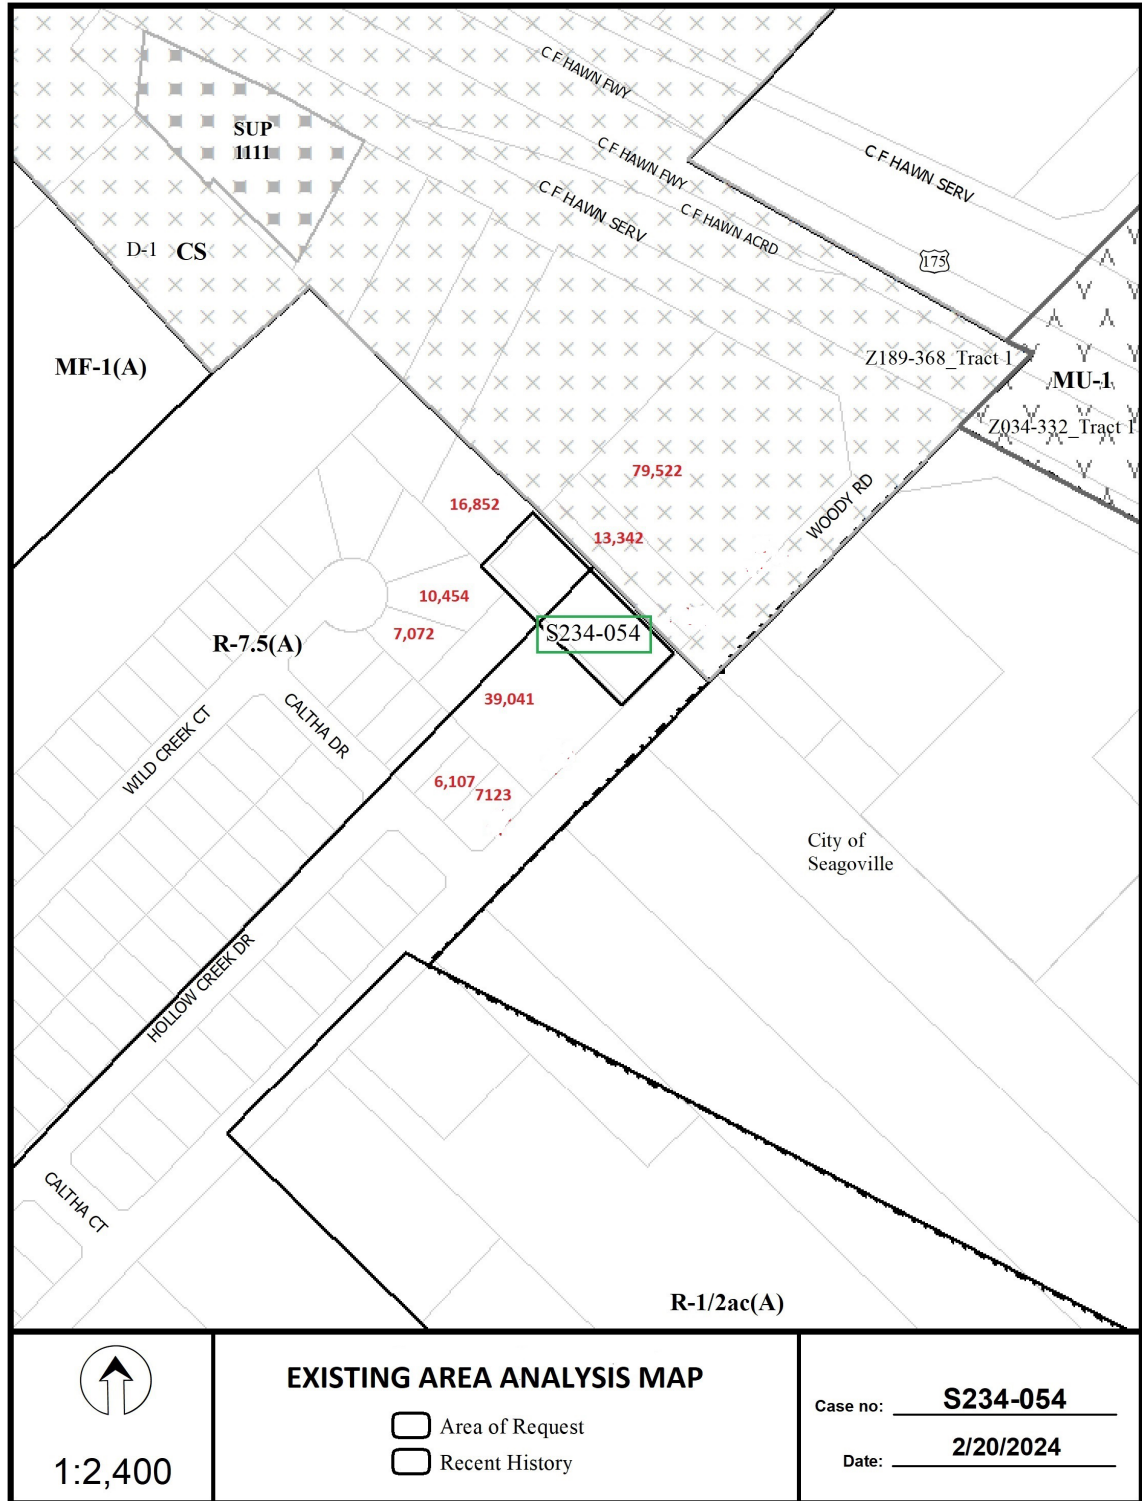 C F HAWN FWY
SUP
1111
C F HAWN FWY
C F HAWN SERV
C F HAWN SERV
C F HAWN ACRD
D-1 CS
175
MF-1(A)
Z189-368_Tract 1
MU-1
Z034-332_Tract 1
79,522
16,852
WOODY RD
13,342
10,454
7,072
S234-054
R-7.5(A)
39,041
CALTHA DR
WILD CREEK CT
6,107
7123
City of
Seagoville
HOLLOW CREEK DR
CALTHA CT
R-1/2ac(A)
1:2,400
EXISTING AREA ANALYSIS MAP
Area of Request
Recent History
Case no: S234-054
Date: 2/20/2024